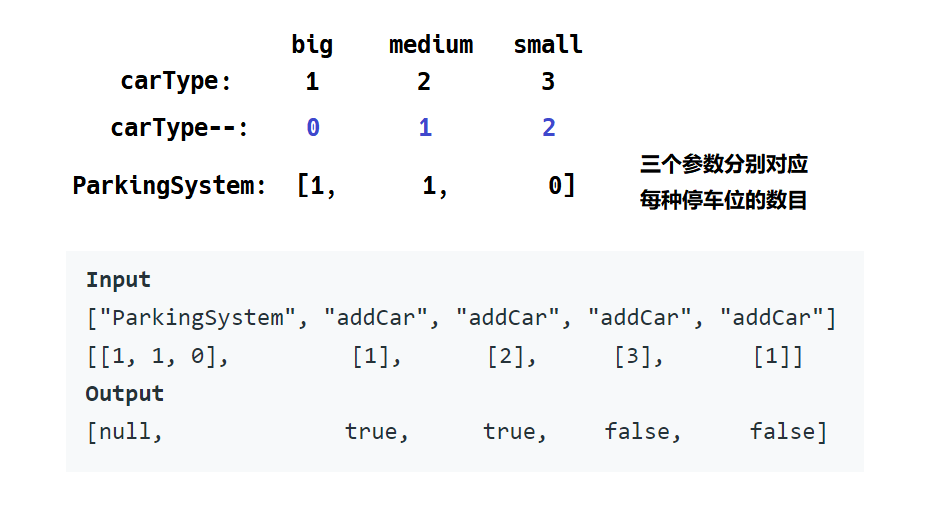 big medium small
carType: 1 2 3
carType--: 0 1 2
ParkingSystem: [1, 1, 0]
三个参数分别对应
每种停车位的数目
Input
["ParkingSystem", "addCar", "addCar", "addCar", "addCar"]
[[1, 1, 0], [1], [2], [3], [1]]
Output
[null, true, true, false, false]